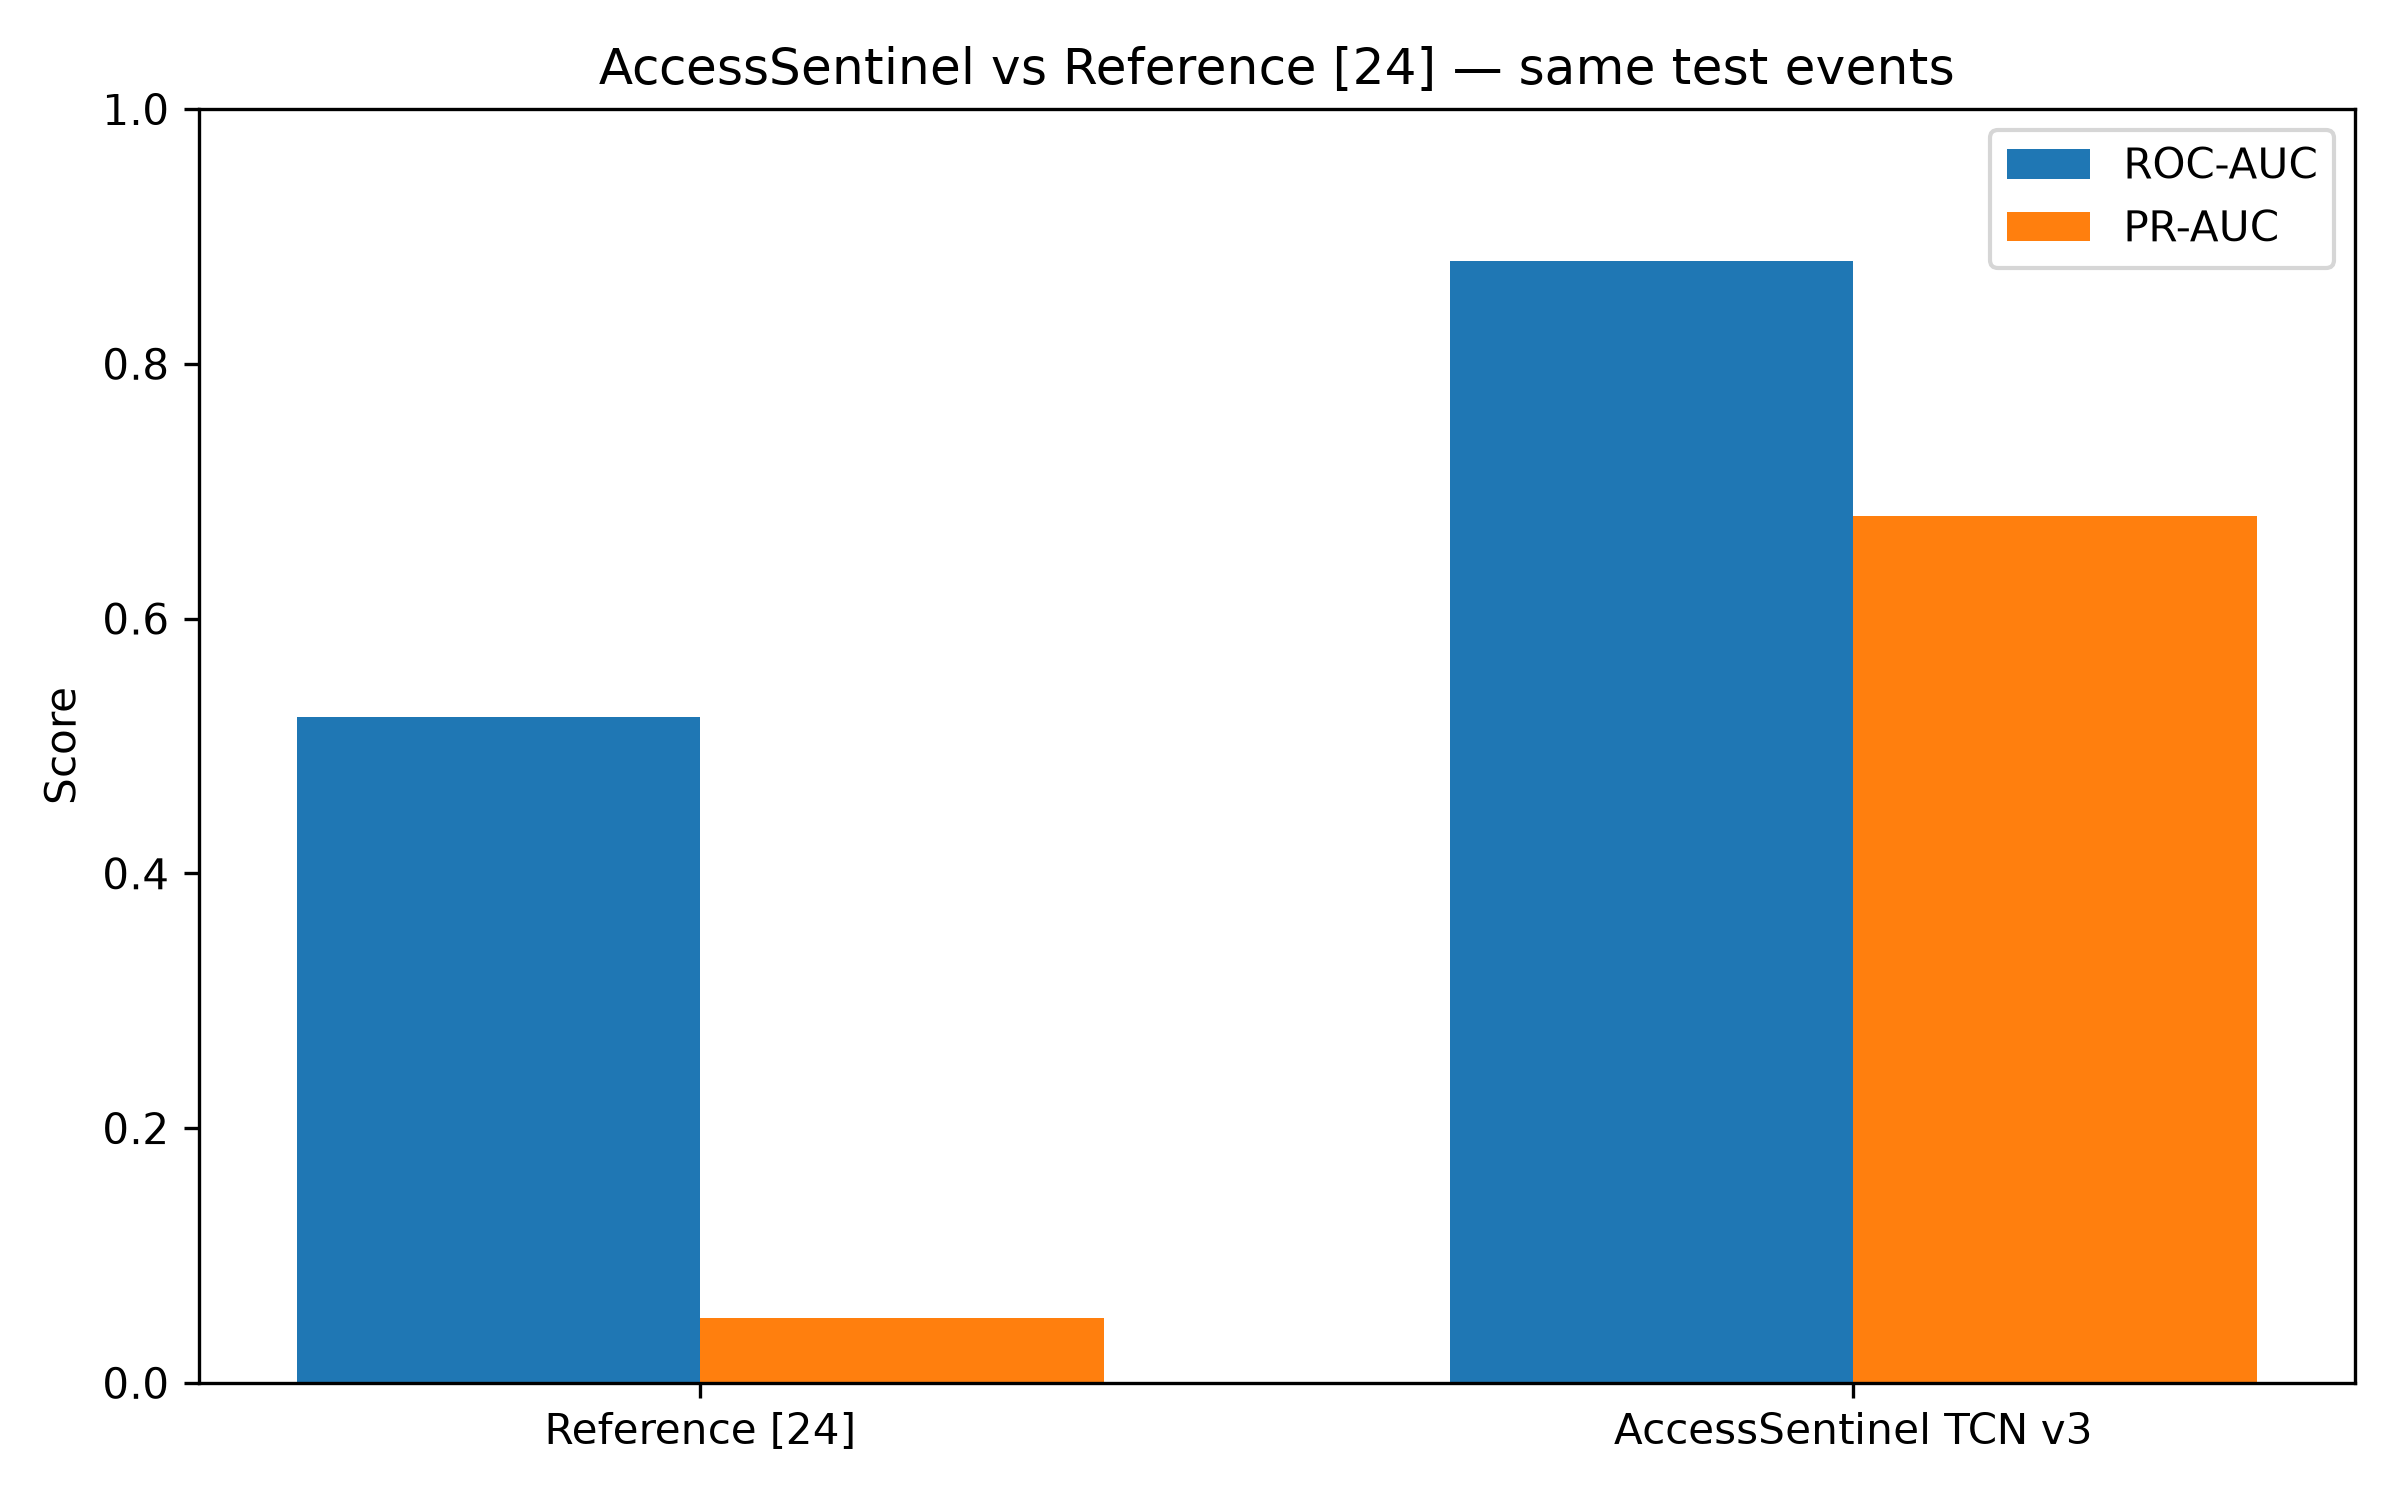 AccessSentinel vs Reference [24] — same test events
1.0
0.8
0.6
0.4
0.2
0.0
Score
ROC-AUC
PR-AUC
Reference [24]
AccessSentinel TCN v3